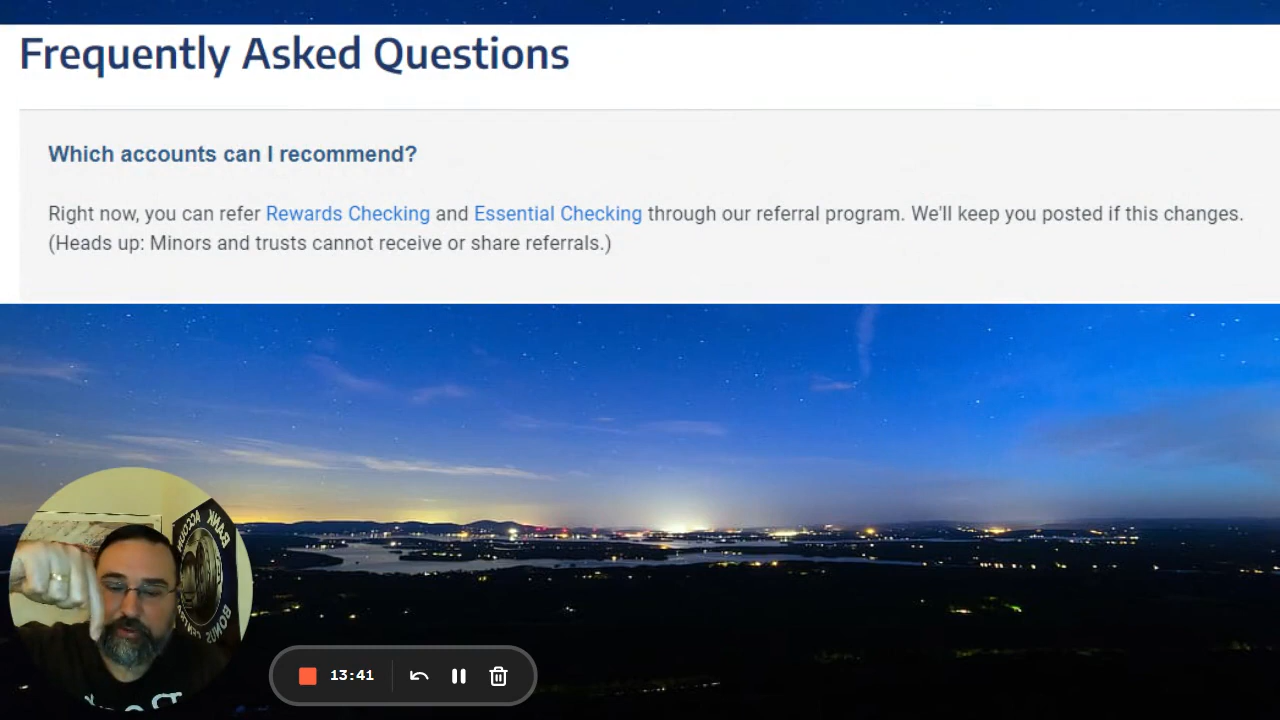 Frequently Asked Questions
Which accounts can I recommend?
Right now, you can refer Rewards Checking and Essential Checking through our referral program. We'll keep you posted if this changes.
(Heads up: Minors and trusts cannot receive or share referrals.)
BANK
BONUS
13:41